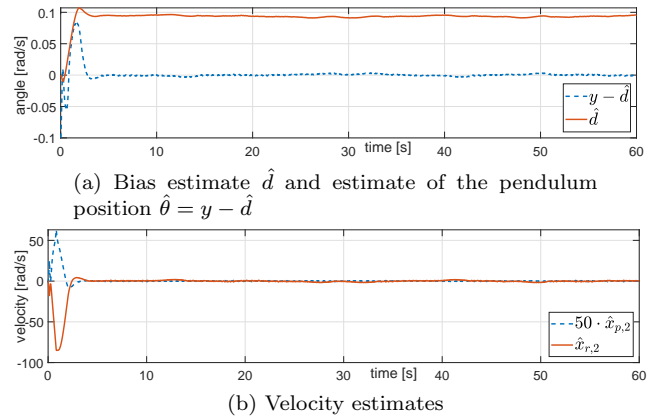 0.1
0.05
0
-0.05
-0.1
angle [rad/s]
0
10
20
30
40
50
60
time [s]
y − d̂
d̂
(a) Bias estimate d̂ and estimate of the pendulum
position θ̂ = y − d̂
50
0
-50
-100
velocity [rad/s]
0
10
20
30
40
50
60
time [s]
50 · x̂p,2
x̂r,2
(b) Velocity estimates